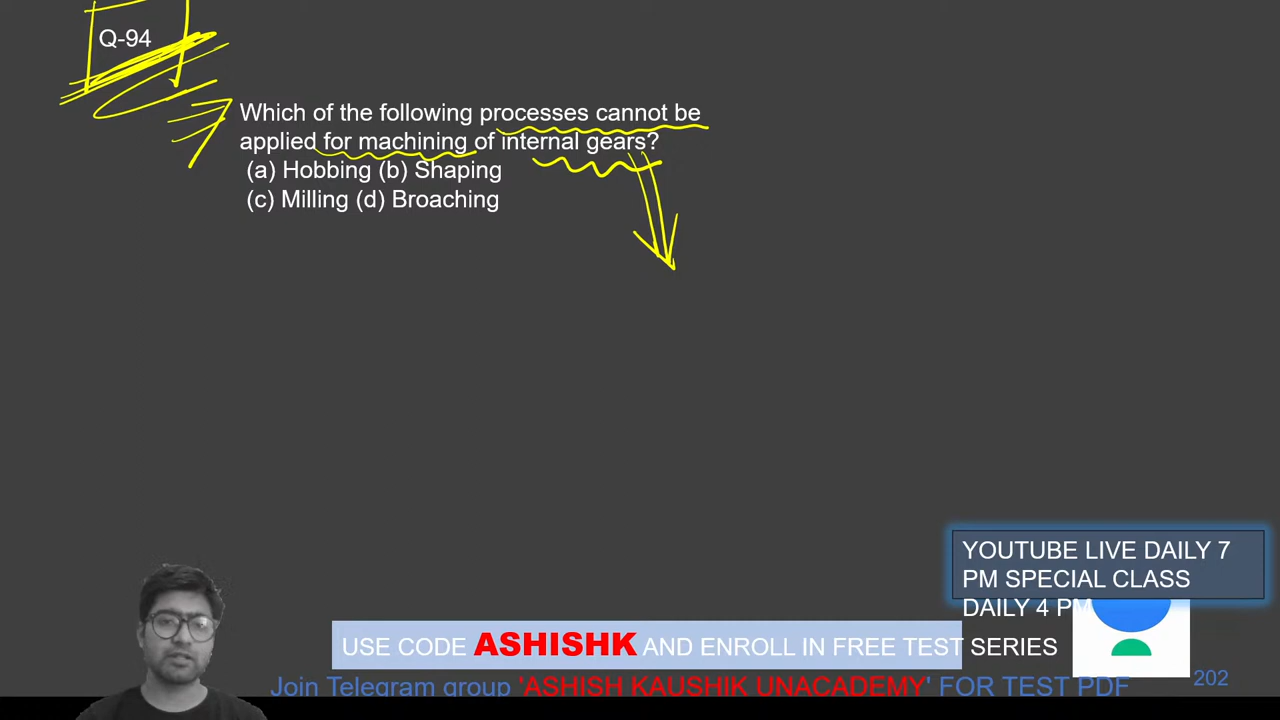 Q-94
Which of the following processes cannot be
applied for machining of internal gears?
(a) Hobbing (b) Shaping
(c) Milling (d) Broaching
YOUTUBE LIVE DAILY 7
PM SPECIAL CLASS
DAILY 4 PM
USE CODE ASHISHK AND ENROLL IN FREE TEST SERIES
Join Telegram group 'ASHISH KAUSHIK UNACADEMY' FOR TEST PDF
202